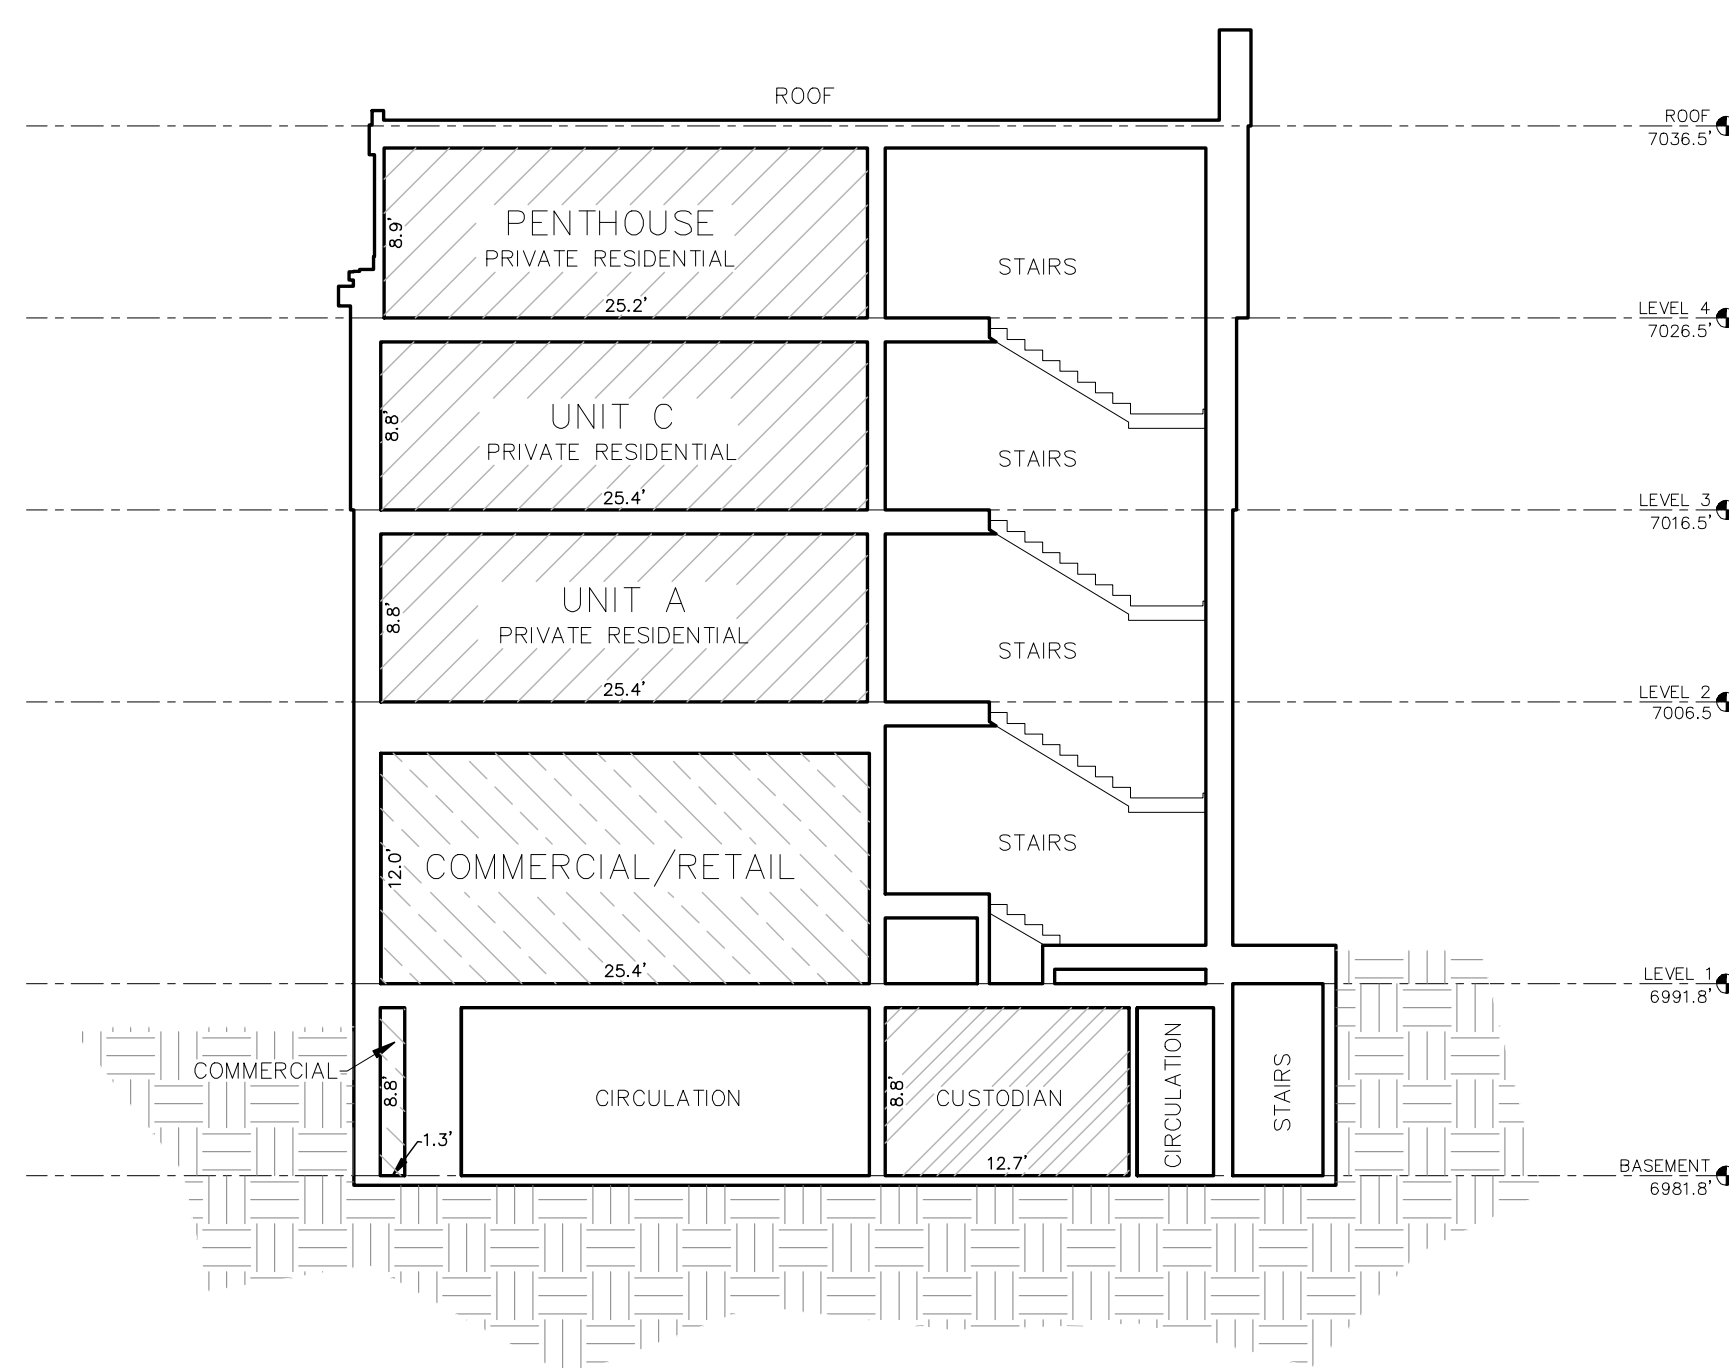 ROOF
ROOF
7036.5'
PENTHOUSE
PRIVATE RESIDENTIAL
8.9'
25.2'
STAIRS
LEVEL 4
7026.5'
UNIT C
PRIVATE RESIDENTIAL
8.8'
25.4'
STAIRS
LEVEL 3
7016.5'
UNIT A
PRIVATE RESIDENTIAL
8.8'
25.4'
STAIRS
LEVEL 2
7006.5
COMMERCIAL/RETAIL
12.0'
25.4'
STAIRS
LEVEL 1
6991.8'
COMMERCIAL
8.8'
1.3'
CIRCULATION
8.8'
CUSTODIAN
12.7'
CIRCULATION
STAIRS
BASEMENT
6981.8'